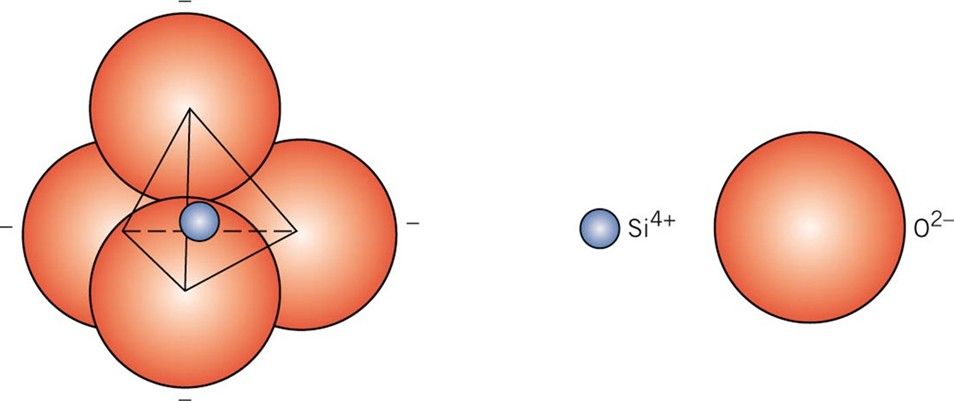 –
–
–
–
Si⁴⁺
O²⁻